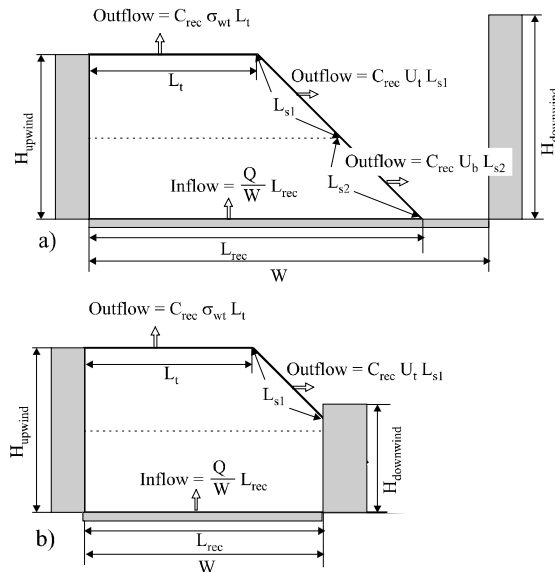 Outflow = C_rec σ_wt L_t
L_t
H_upwind
Outflow = C_rec U_t L_s1
L_s1
H_downwind
Outflow = C_rec U_b L_s2
L_s2
Inflow = Q/W L_rec
a)
L_rec
W
Outflow = C_rec σ_wt L_t
L_t
H_upwind
Outflow = C_rec U_t L_s1
L_s1
H_downwind
Inflow = Q/W L_rec
b)
L_rec
W